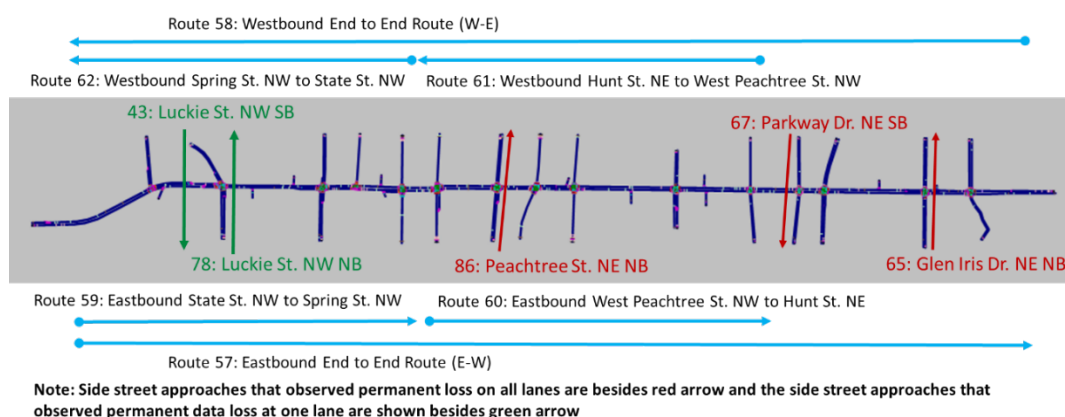 Route 58: Westbound End to End Route (W-E)
Route 62: Westbound Spring St. NW to State St. NW
Route 61: Westbound Hunt St. NE to West Peachtree St. NW
43: Luckie St. NW SB
67: Parkway Dr. NE SB
78: Luckie St. NW NB
86: Peachtree St. NE NB
65: Glen Iris Dr. NE NB
Route 59: Eastbound State St. NW to Spring St. NW
Route 60: Eastbound West Peachtree St. NW to Hunt St. NE
Route 57: Eastbound End to End Route (E-W)
Note: Side street approaches that observed permanent loss on all lanes are besides red arrow and the side street approaches that
observed permanent data loss at one lane are shown besides green arrow